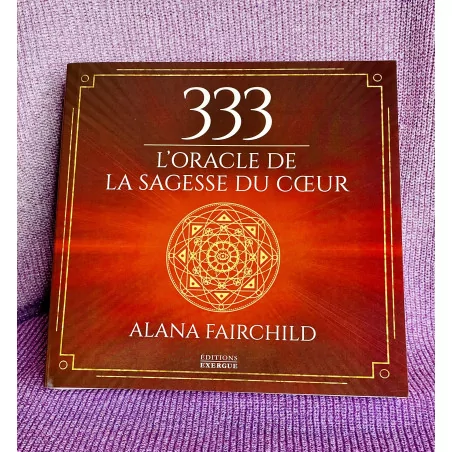 333
L'ORACLE DE
LA SAGESSE DU CŒUR
ALANA FAIRCHILD
ÉDITIONS
EXERGUE